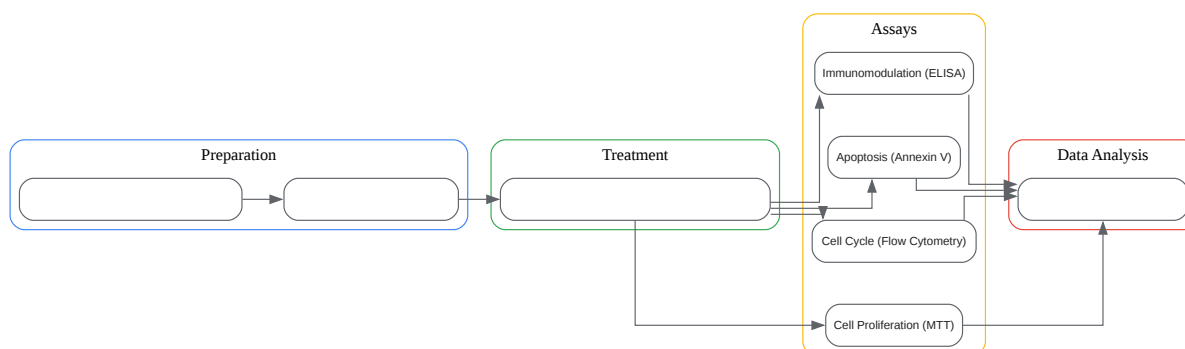 Preparation
Treatment
Assays
Immunomodulation (ELISA)
Apoptosis (Annexin V)
Cell Cycle (Flow Cytometry)
Cell Proliferation (MTT)
Data Analysis